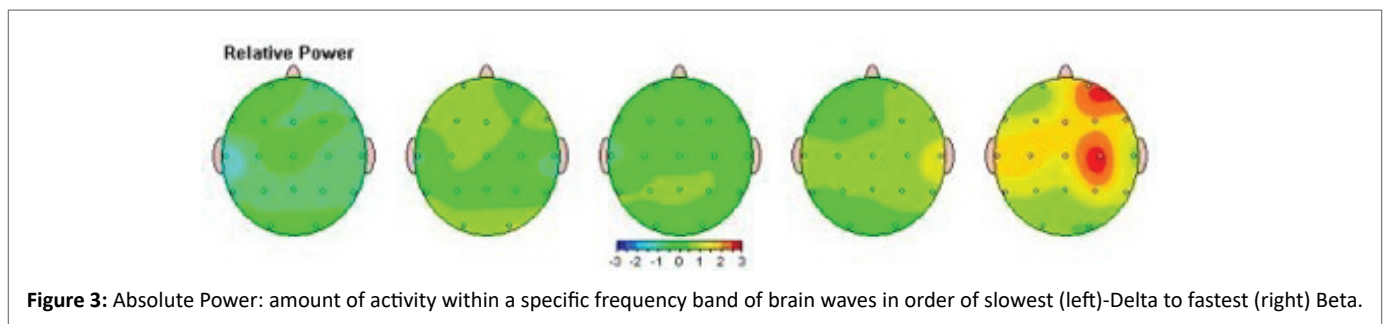 Relative Power
-3 -2 -1 0 1 2 3
Figure 3: Absolute Power: amount of activity within a specific frequency band of brain waves in order of slowest (left)-Delta to fastest (right) Beta.